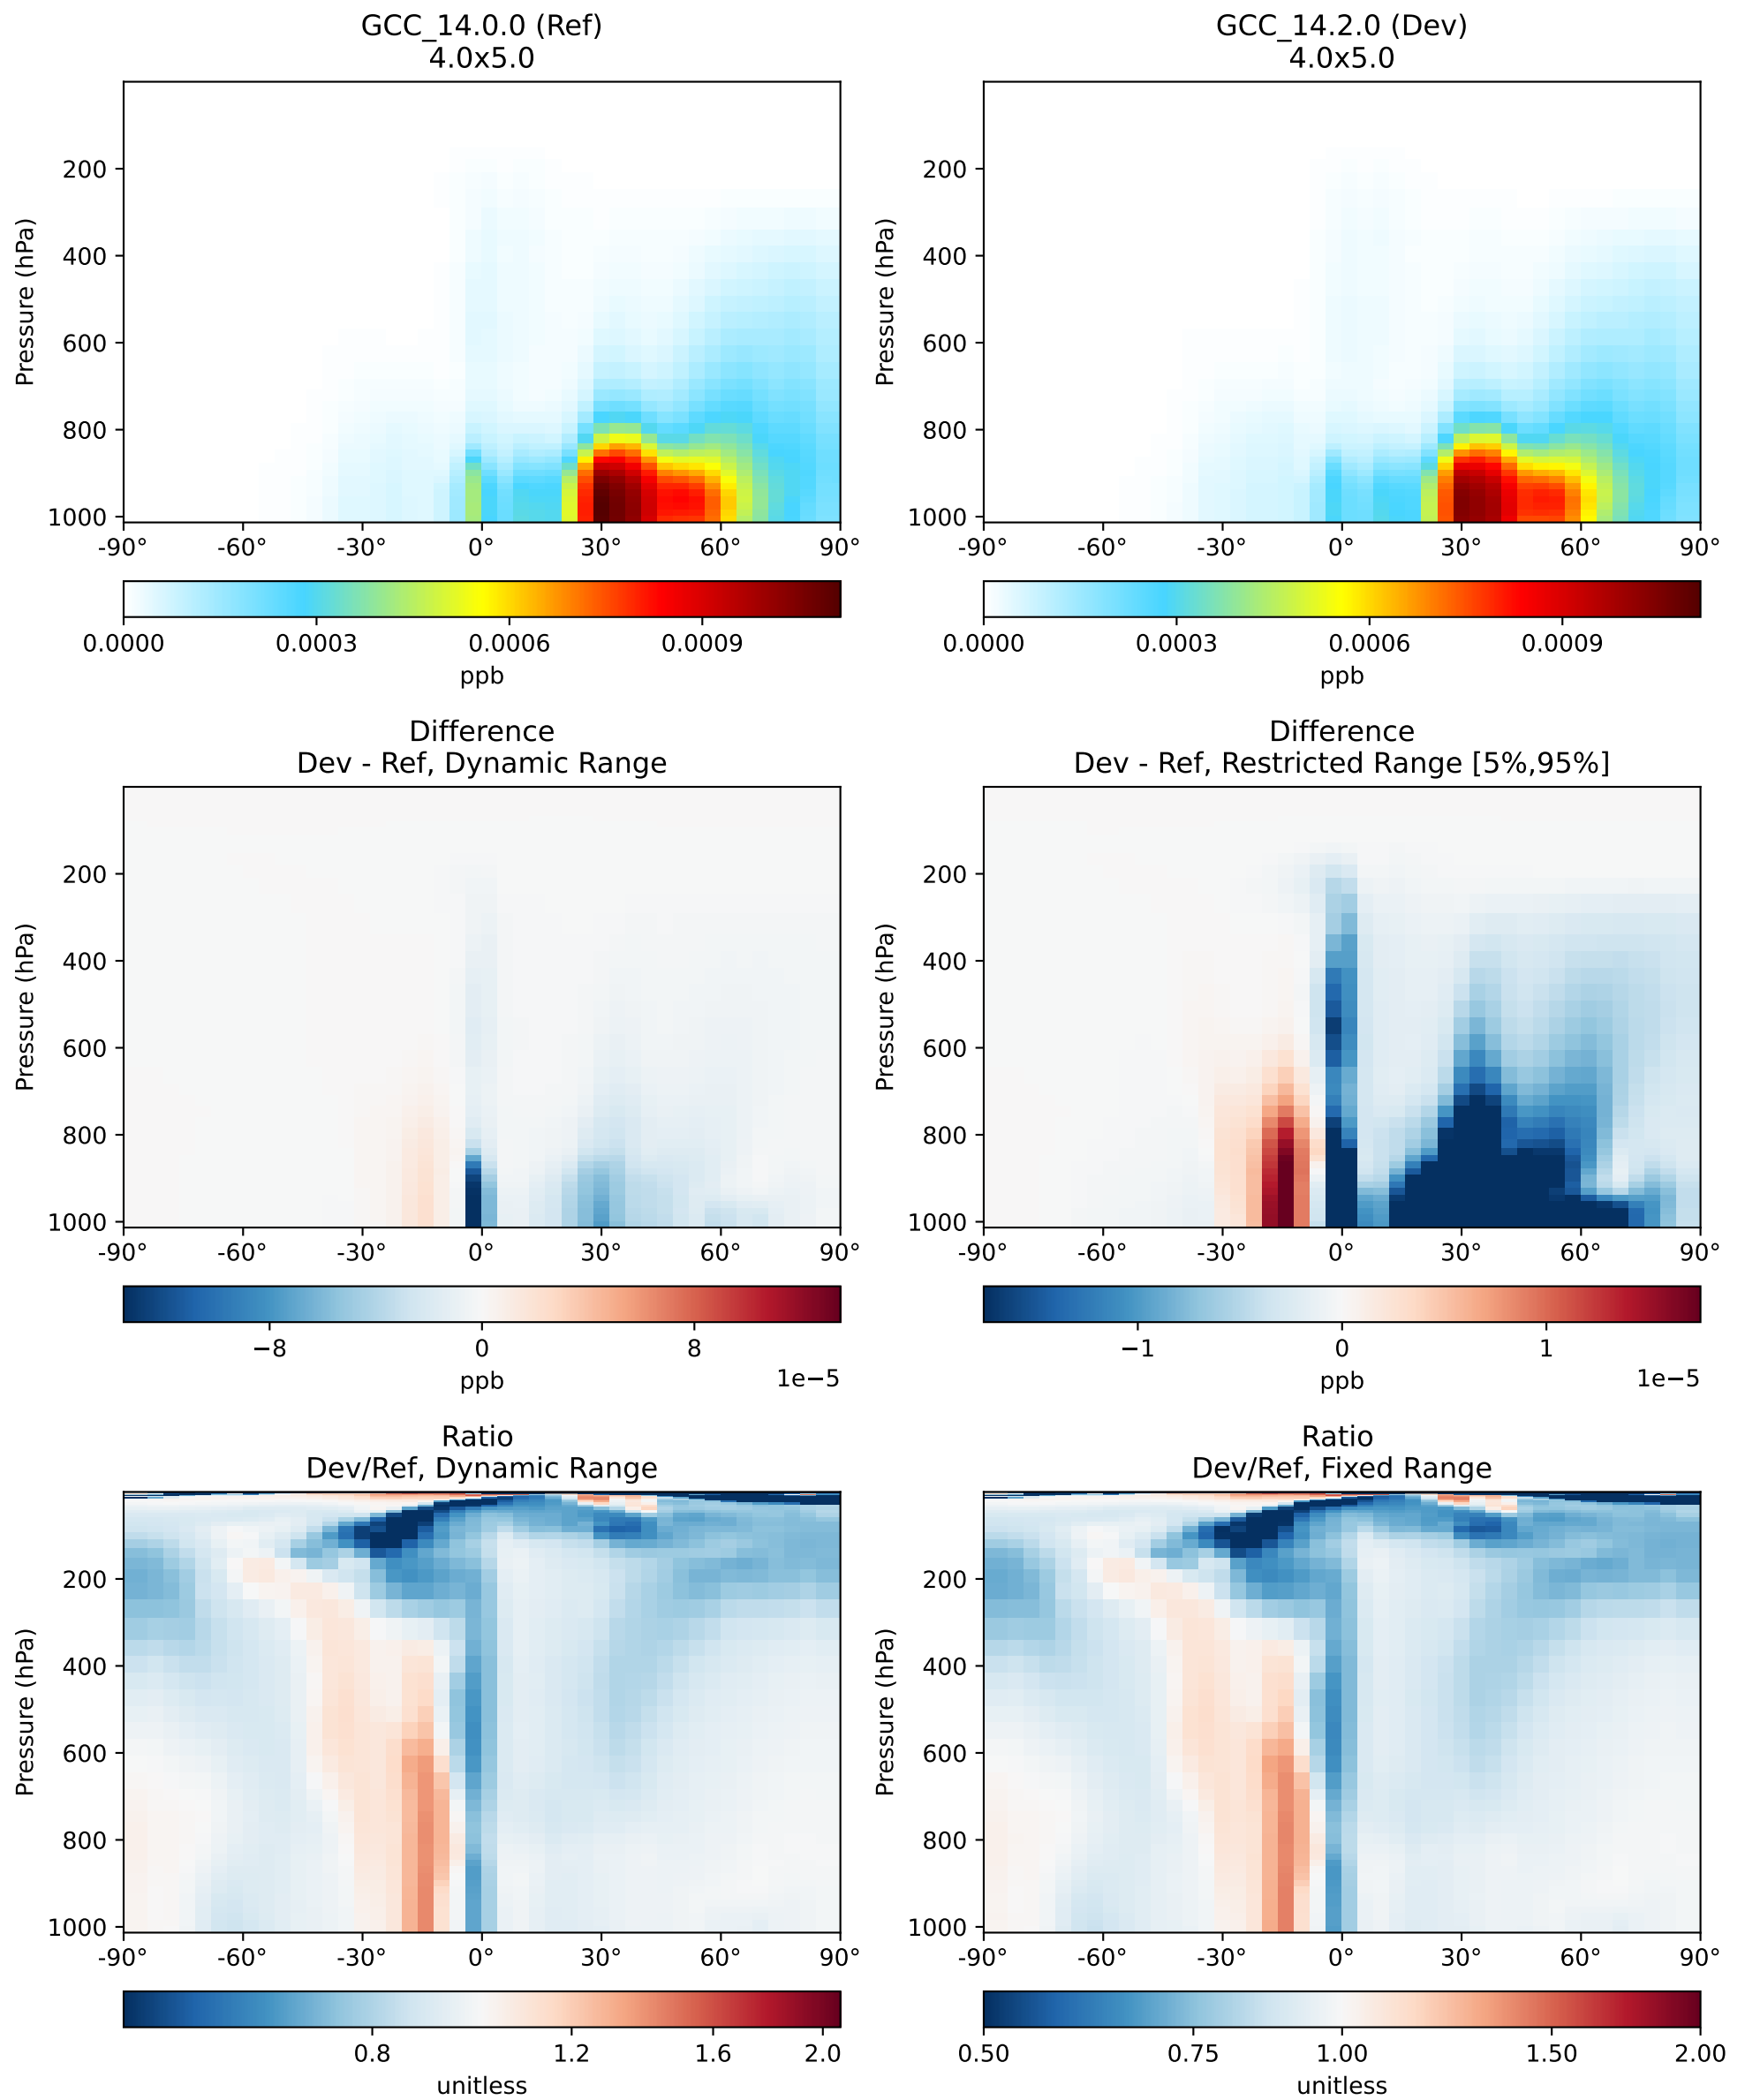 GCC_14.0.0 (Ref)
4.0x5.0
Pressure (hPa)
200
400
600
800
1000
-90° -60° -30° 0° 30° 60° 90°
0.0000 0.0003 0.0006 0.0009
ppb
GCC_14.2.0 (Dev)
4.0x5.0
Pressure (hPa)
200
400
600
800
1000
-90° -60° -30° 0° 30° 60° 90°
0.0000 0.0003 0.0006 0.0009
ppb
Difference
Dev - Ref, Dynamic Range
Pressure (hPa)
200
400
600
800
1000
-90° -60° -30° 0° 30° 60° 90°
−8 0 8
ppb 1e−5
Difference
Dev - Ref, Restricted Range [5%,95%]
Pressure (hPa)
200
400
600
800
1000
-90° -60° -30° 0° 30° 60° 90°
−1 0 1
ppb 1e−5
Ratio
Dev/Ref, Dynamic Range
Pressure (hPa)
200
400
600
800
1000
-90° -60° -30° 0° 30° 60° 90°
0.8 1.2 1.6 2.0
unitless
Ratio
Dev/Ref, Fixed Range
Pressure (hPa)
200
400
600
800
1000
-90° -60° -30° 0° 30° 60° 90°
0.50 0.75 1.00 1.50 2.00
unitless